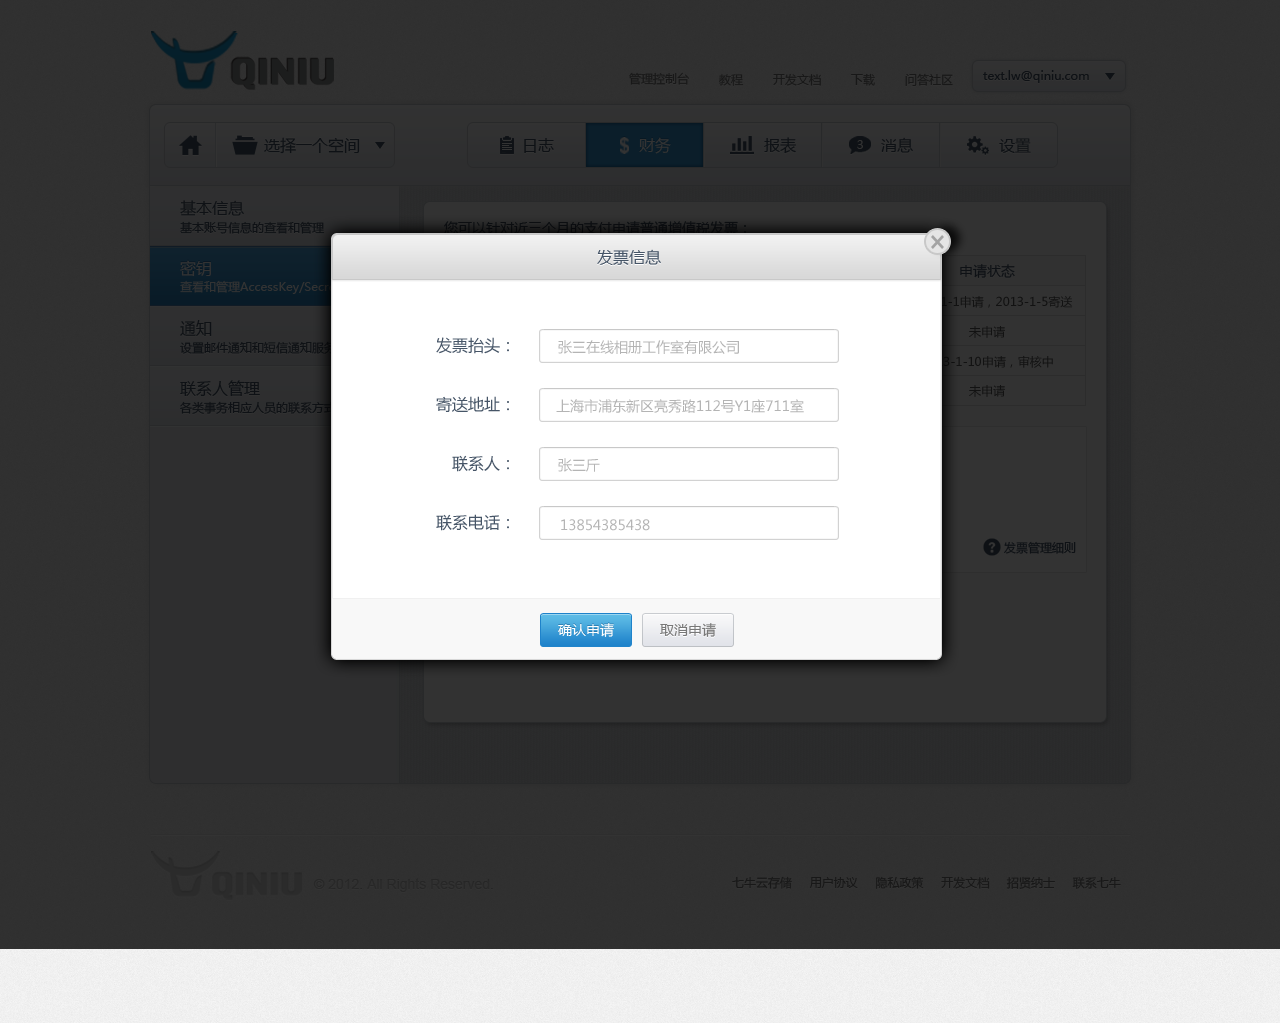 QINIU
管理控制台 教程 开发文档 下载 问答社区 text.lw@qiniu.com
选择一个空间 日志 $ 财务 报表 3 消息 设置
基本信息
基本账号信息的查看和管理
密钥
查看和管理AccessKey/Secr
通知
设置邮件通知和短信通知服务
联系人管理
各类事务相应人员的联系方式
您可以针对近三个月的支付申请普通增值税发票：
申请状态
1-1申请，2013-1-5寄送
未申请
3-1-10申请，审核中
未申请
? 发票管理细则
发票信息
发票抬头： 张三在线相册工作室有限公司
寄送地址： 上海市浦东新区亮秀路112号Y1座711室
联系人： 张三斤
联系电话： 13854385438
确认申请 取消申请
QINIU © 2012. All Rights Reserved.
七牛云存储 用户协议 隐私政策 开发文档 招贤纳士 联系七牛